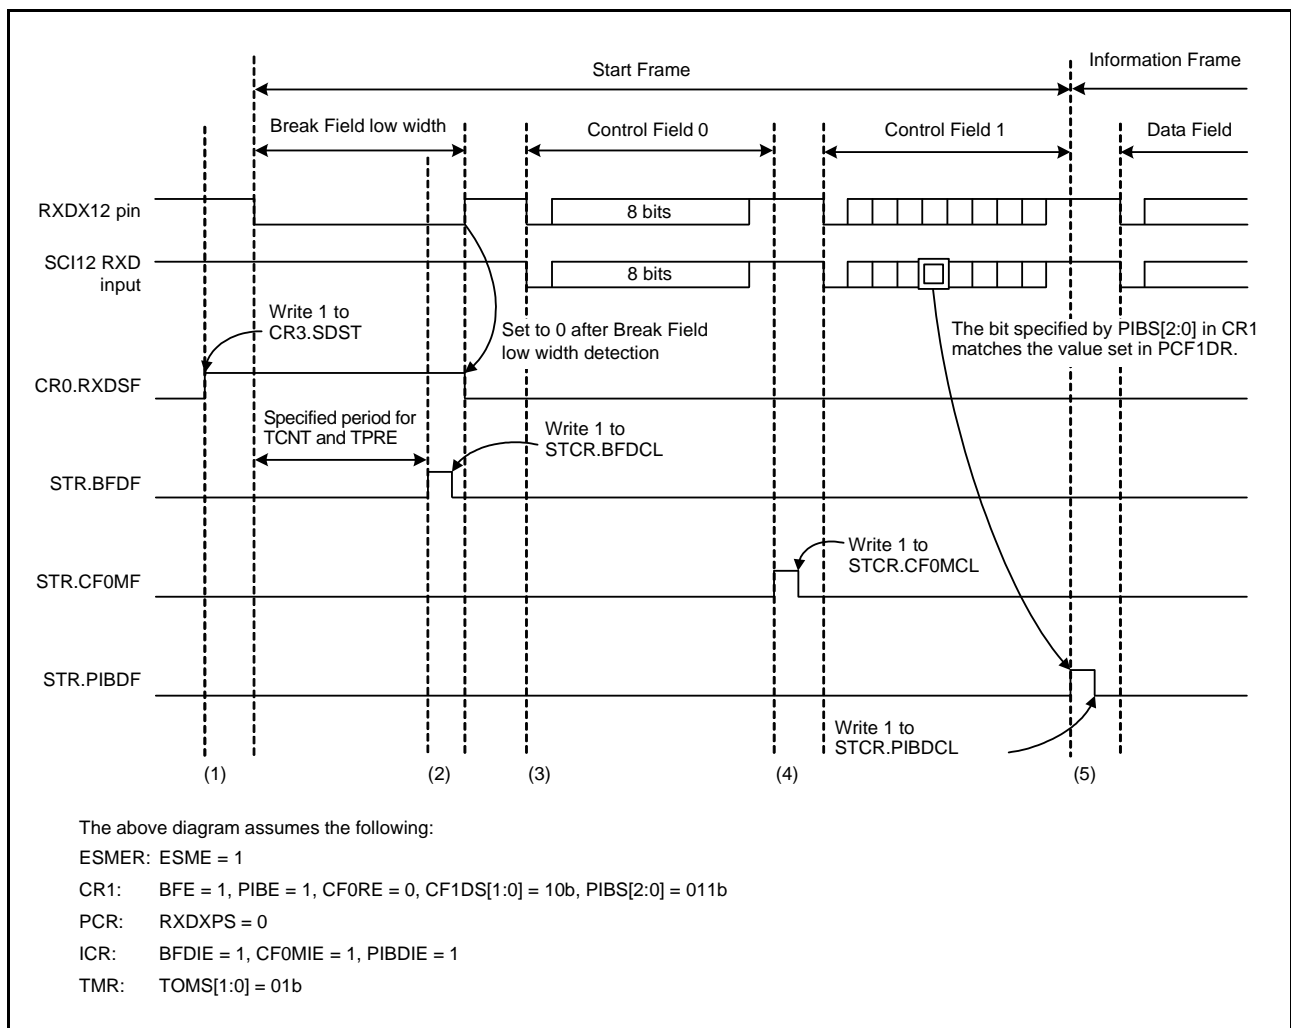 Start Frame
Information Frame
Break Field low width
Control Field 0
Control Field 1
Data Field
RXDX12 pin
8 bits
SCI12 RXD
input
8 bits
Write 1 to
CR3.SDST
Set to 0 after Break Field
low width detection
The bit specified by PIBS[2:0] in CR1
matches the value set in PCF1DR.
CR0.RXDSF
Specified period for
TCNT and TPRE
Write 1 to
STCR.BFDCL
STR.BFDF
Write 1 to
STCR.CF0MCL
STR.CF0MF
STR.PIBDF
Write 1 to
STCR.PIBDCL
(1)
(2)
(3)
(4)
(5)
The above diagram assumes the following:
ESMER: ESME = 1
CR1: BFE = 1, PIBE = 1, CF0RE = 0, CF1DS[1:0] = 10b, PIBS[2:0] = 011b
PCR: RXDXPS = 0
ICR: BFDIE = 1, CF0MIE = 1, PIBDIE = 1
TMR: TOMS[1:0] = 01b